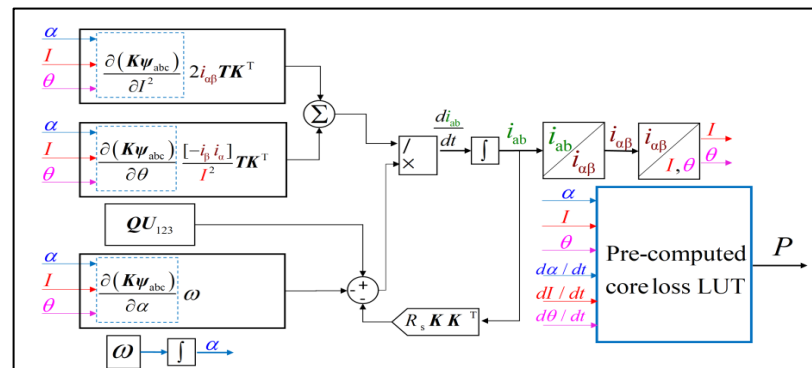 α
I
θ
∂(Kψ_abc)/∂I² 2i_αβ TK^T
Σ
α
I
θ
∂(Kψ_abc)/∂θ [−i_β i_α]/I² TK^T
/
×
di_ab/dt
∫
i_ab
i_ab
i_αβ
i_αβ
i_αβ
I, θ
I
θ
QU_123
α
I
θ
∂(Kψ_abc)/∂α ω
+
-
-
R_s K K^T
ω
∫
α
α
I
θ
dα / dt
dI / dt
dθ / dt
Pre-computed
core loss LUT
P